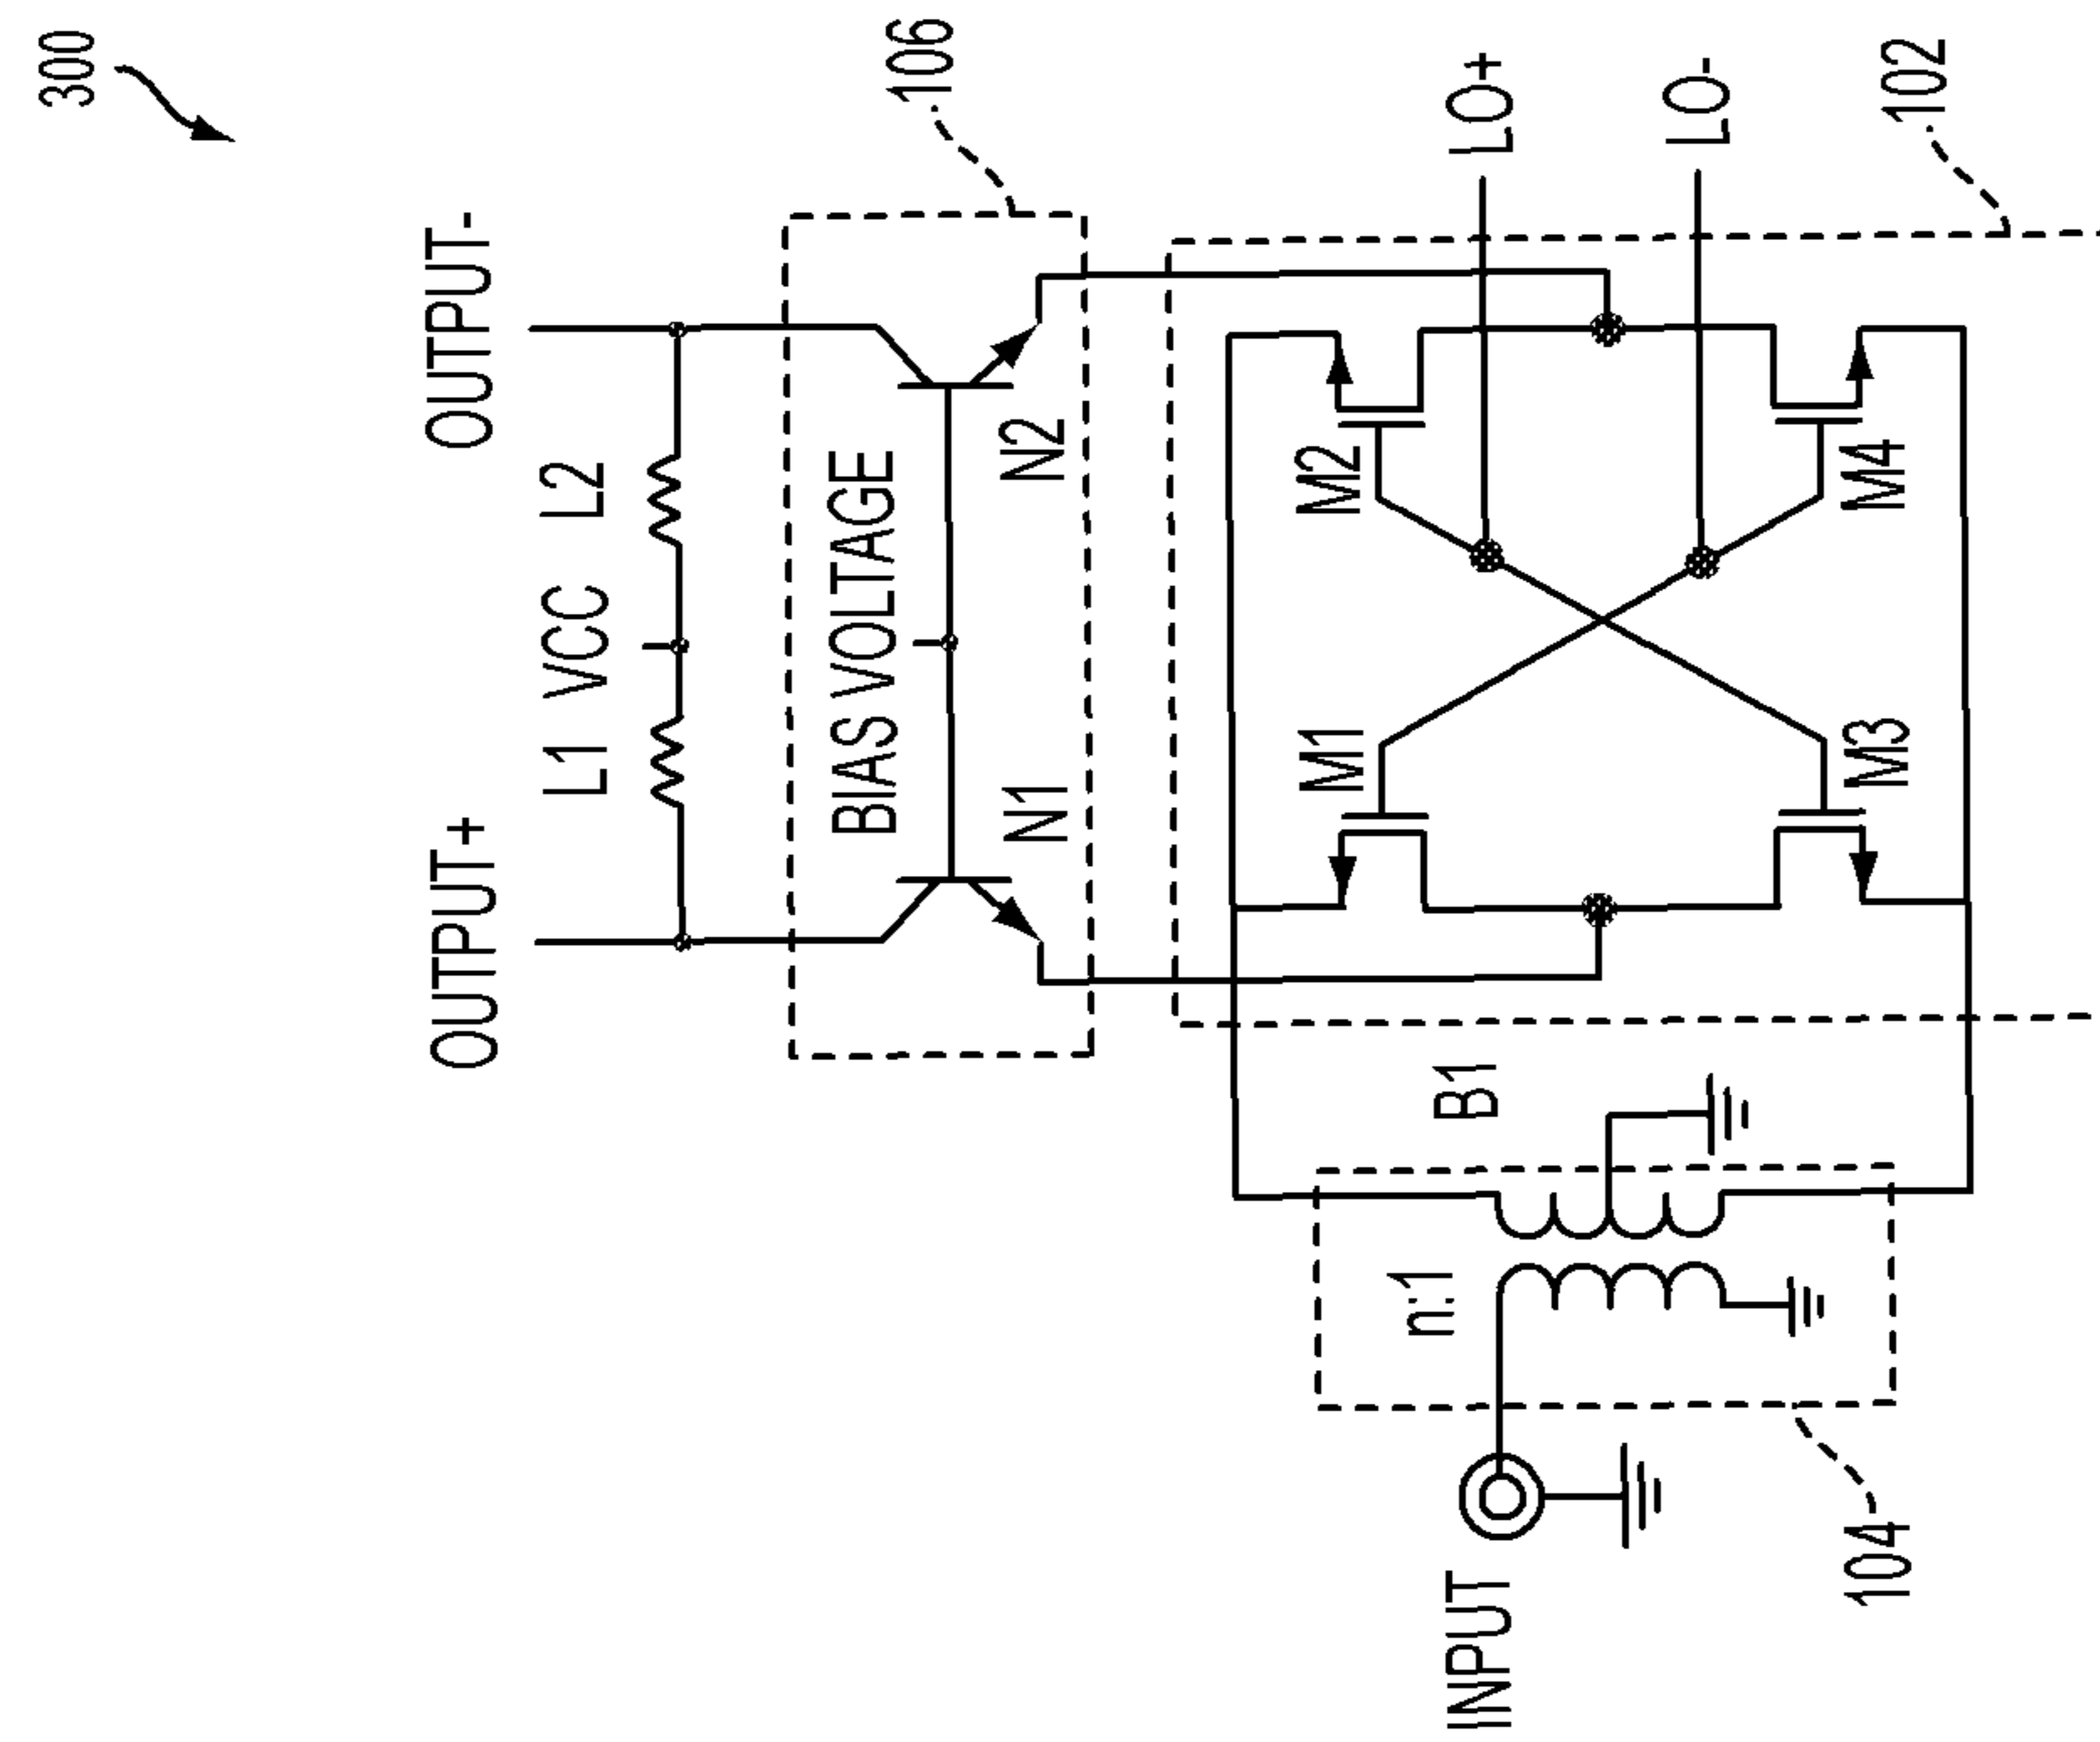 300
OUTPUT+
OUTPUT-
L1
VCC
L2
106
BIAS VOLTAGE
N1
N2
LO+
LO-
102
M1
M2
M3
M4
B1
n:1
INPUT
104